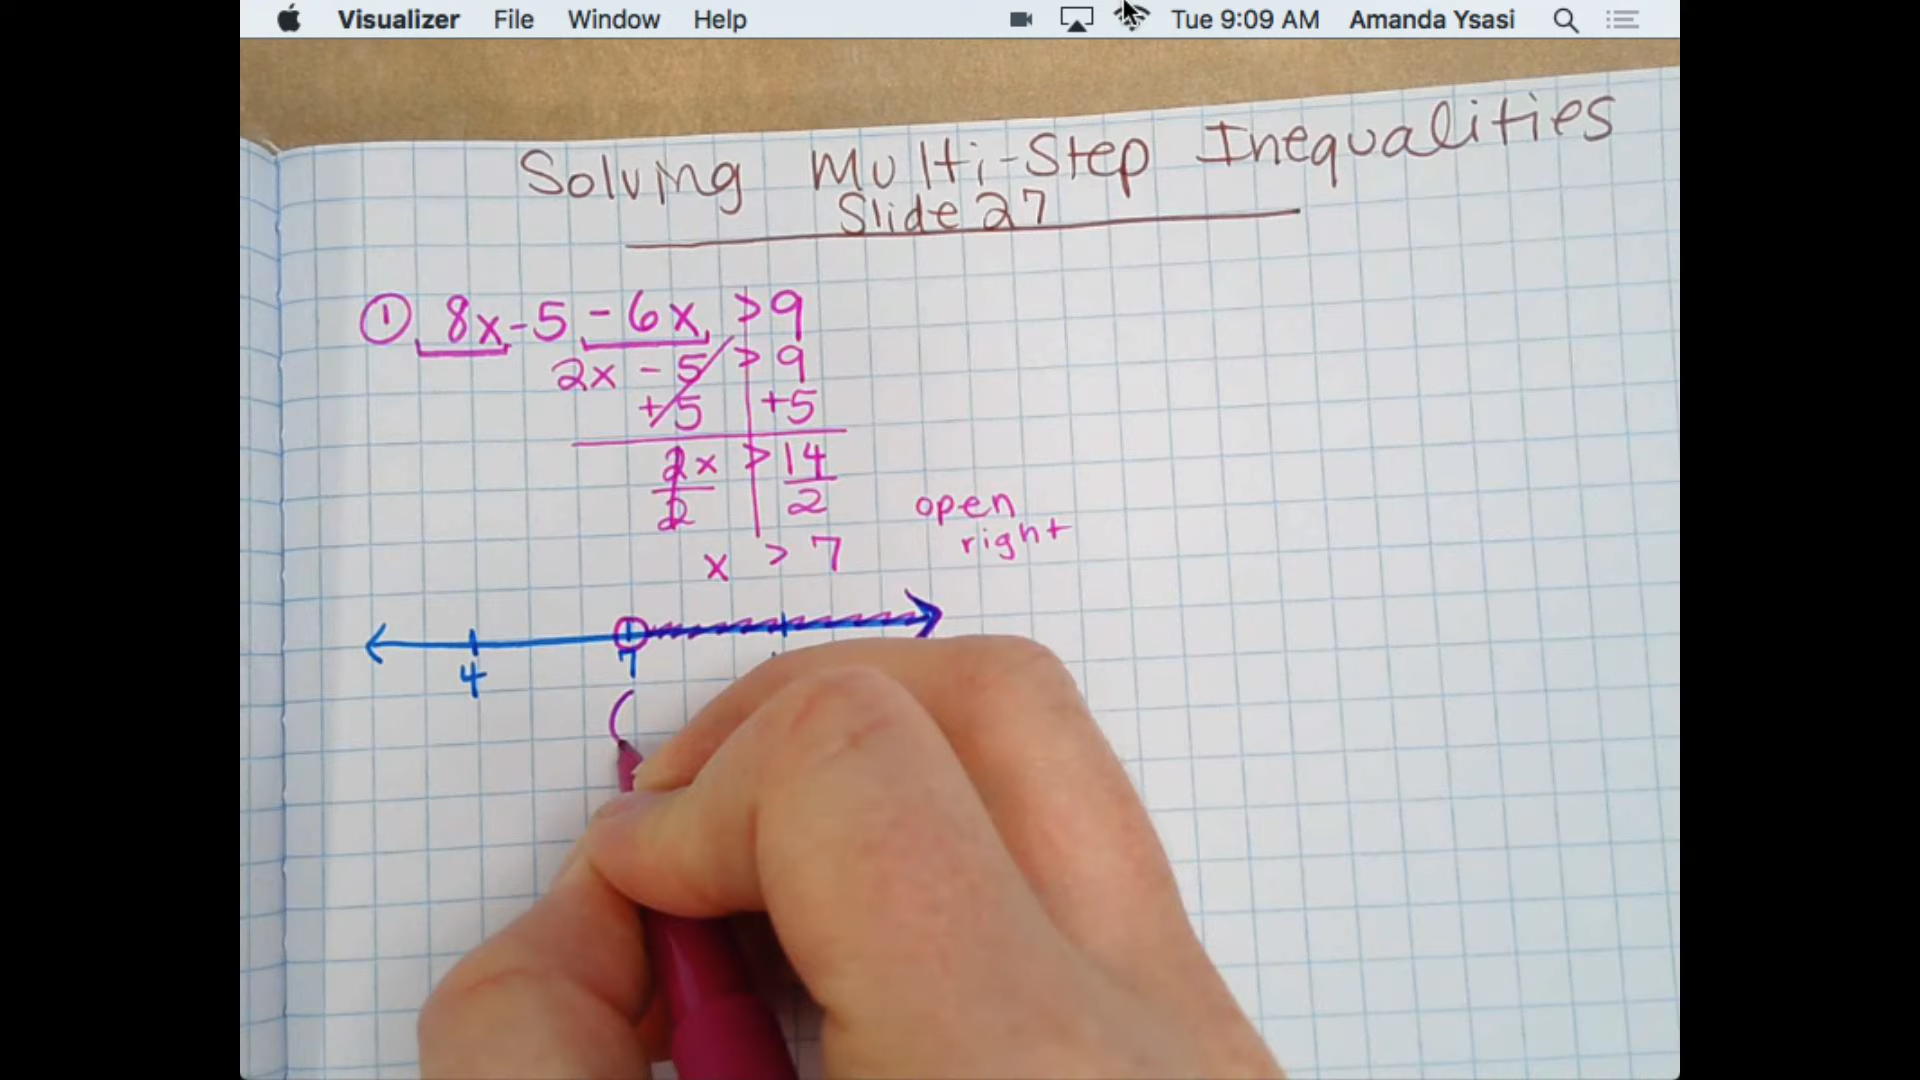 Visualizer File Window Help Tue 9:09 AM Amanda Ysasi
Solving Multi-Step Inequalities
Slide 27
① 8x - 5 - 6x > 9
2x - 5 > 9
+5 +5
2x > 14
2 2
x > 7
open
right
4 7
(